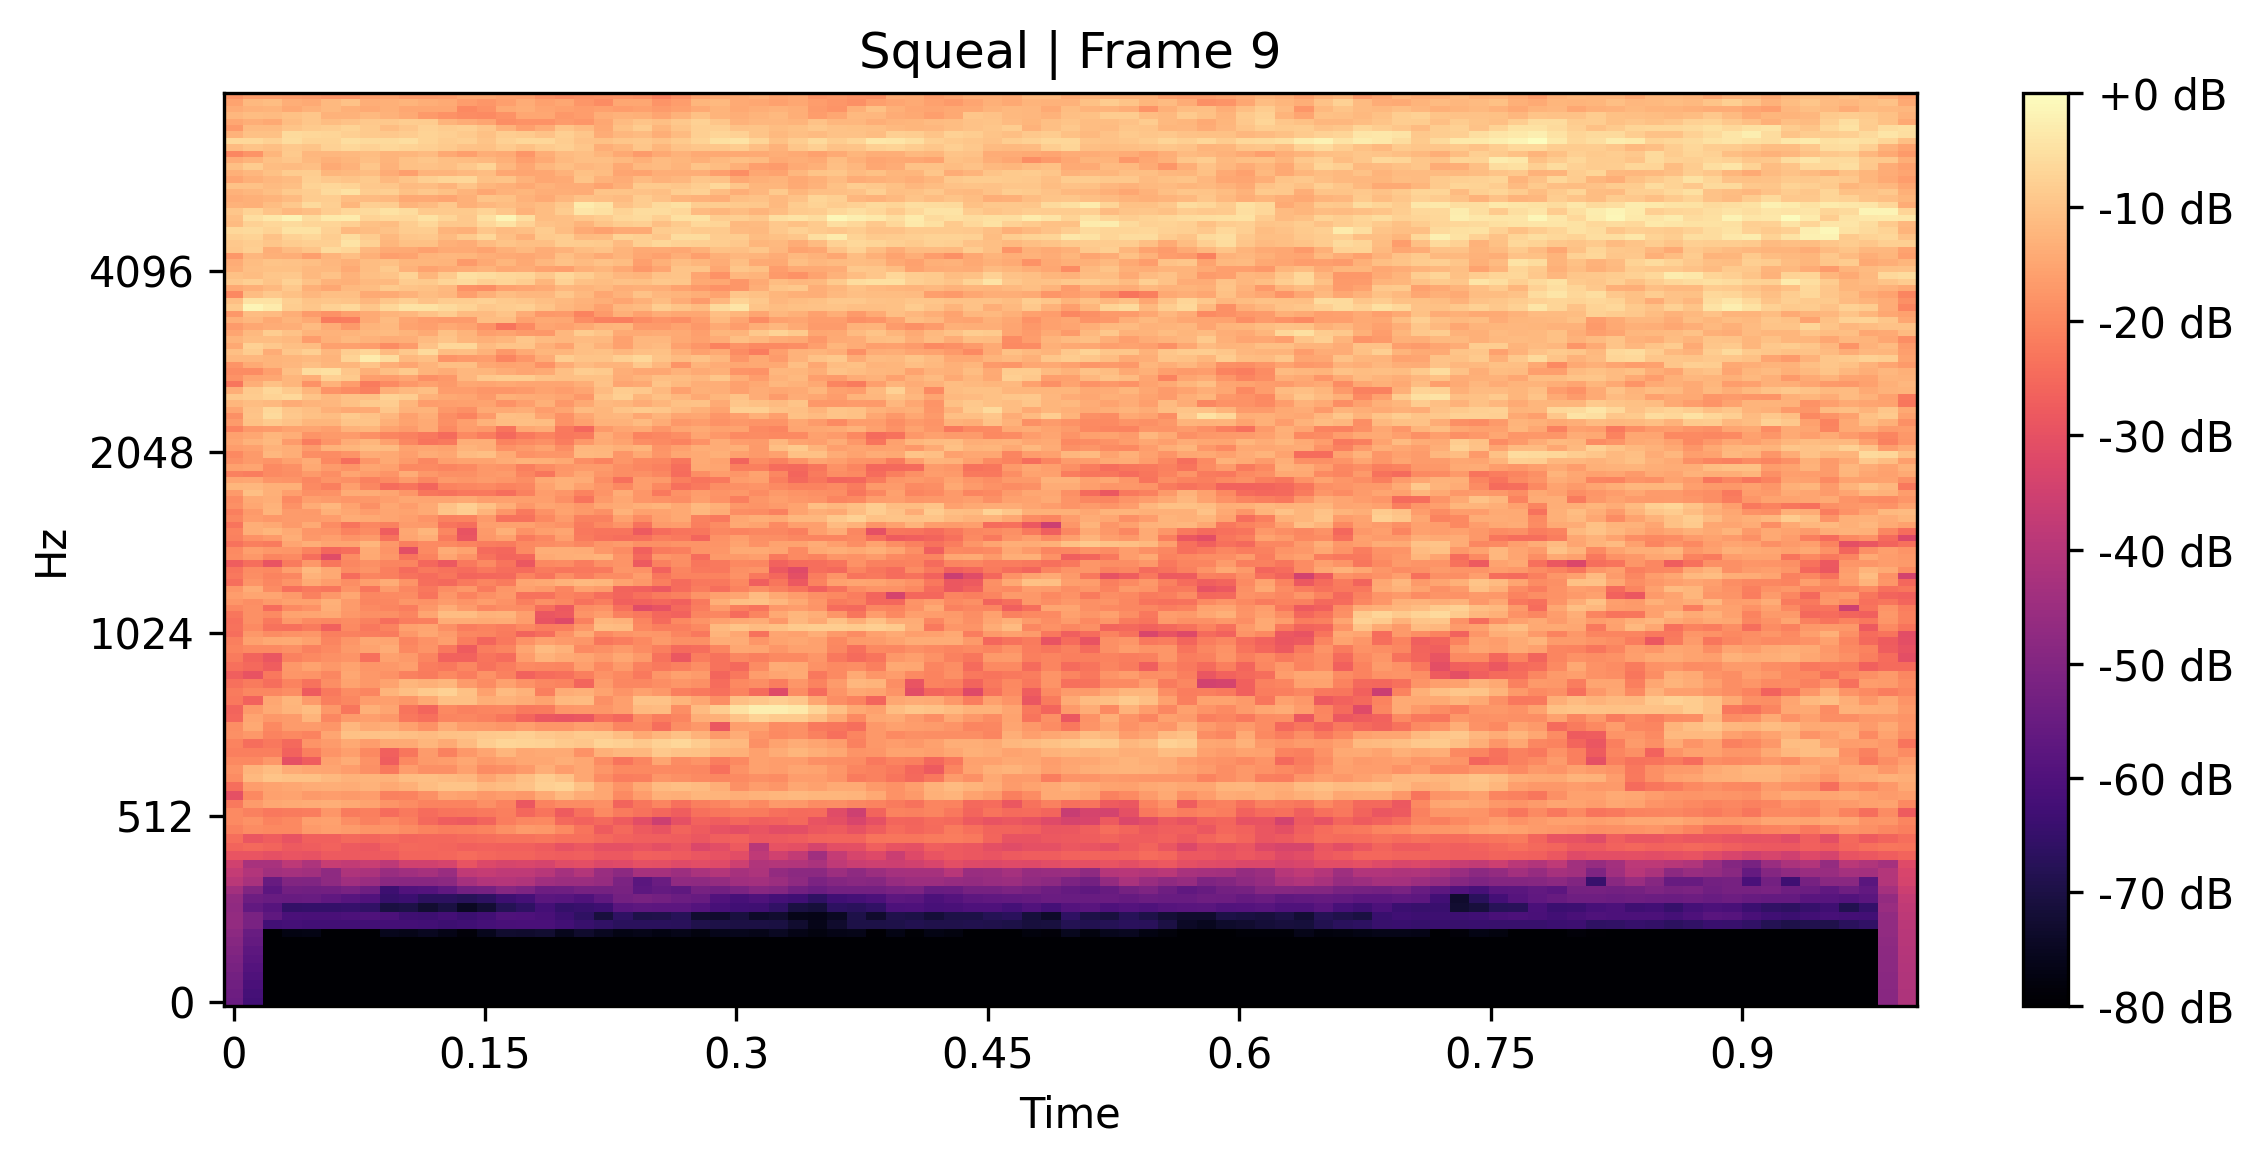 Squeal | Frame 9
+0 dB
-10 dB
-20 dB
-30 dB
-40 dB
-50 dB
-60 dB
-70 dB
-80 dB
Hz
4096
2048
1024
512
0
0 0.15 0.3 0.45 0.6 0.75 0.9
Time